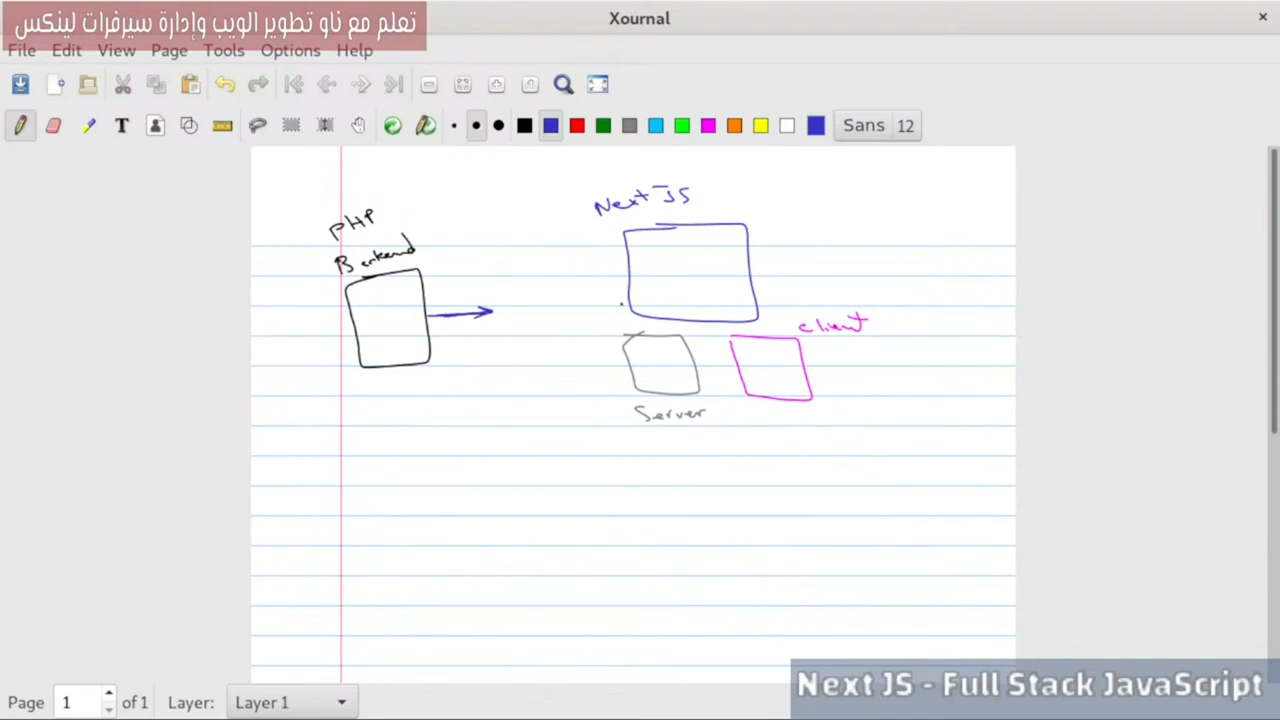 تعلم مع ناو تطوير الويب وإدارة سيرفرات لينكس
Xournal
File Edit View Page Tools Options Help
Sans 12
Next JS
PHP
Backend
client
Server
Next JS - Full Stack JavaScript
Page 1 of 1 Layer: Layer 1